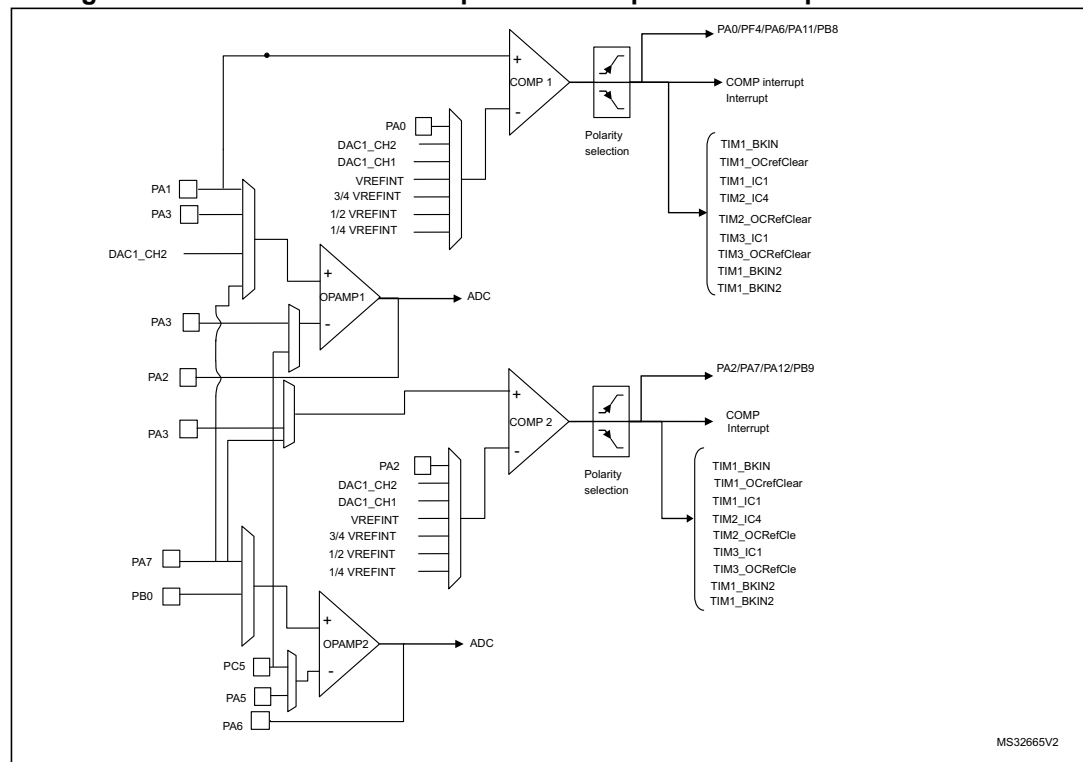 PA0/PF4/PA6/PA11/PB8
+
COMP 1
-
COMP interrupt
Interrupt
Polarity
selection
PA0
DAC1_CH2
DAC1_CH1
VREFINT
3/4 VREFINT
1/2 VREFINT
1/4 VREFINT
TIM1_BKIN
TIM1_OCrefClear
TIM1_IC1
TIM2_IC4
TIM2_OCRefClear
TIM3_IC1
TIM3_OCRefClear
TIM1_BKIN2
TIM1_BKIN2
PA1
PA3
DAC1_CH2
+
OPAMP1
-
ADC
PA3
PA2
PA3
PA2/PA7/PA12/PB9
+
COMP 2
-
COMP
Interrupt
Polarity
selection
PA2
DAC1_CH2
DAC1_CH1
VREFINT
3/4 VREFINT
1/2 VREFINT
1/4 VREFINT
TIM1_BKIN
TIM1_OCrefClear
TIM1_IC1
TIM2_IC4
TIM2_OCRefCle
TIM3_IC1
TIM3_OCRefCle
TIM1_BKIN2
TIM1_BKIN2
PA7
PB0
+
OPAMP2
-
ADC
PC5
PA5
PA6
MS32665V2